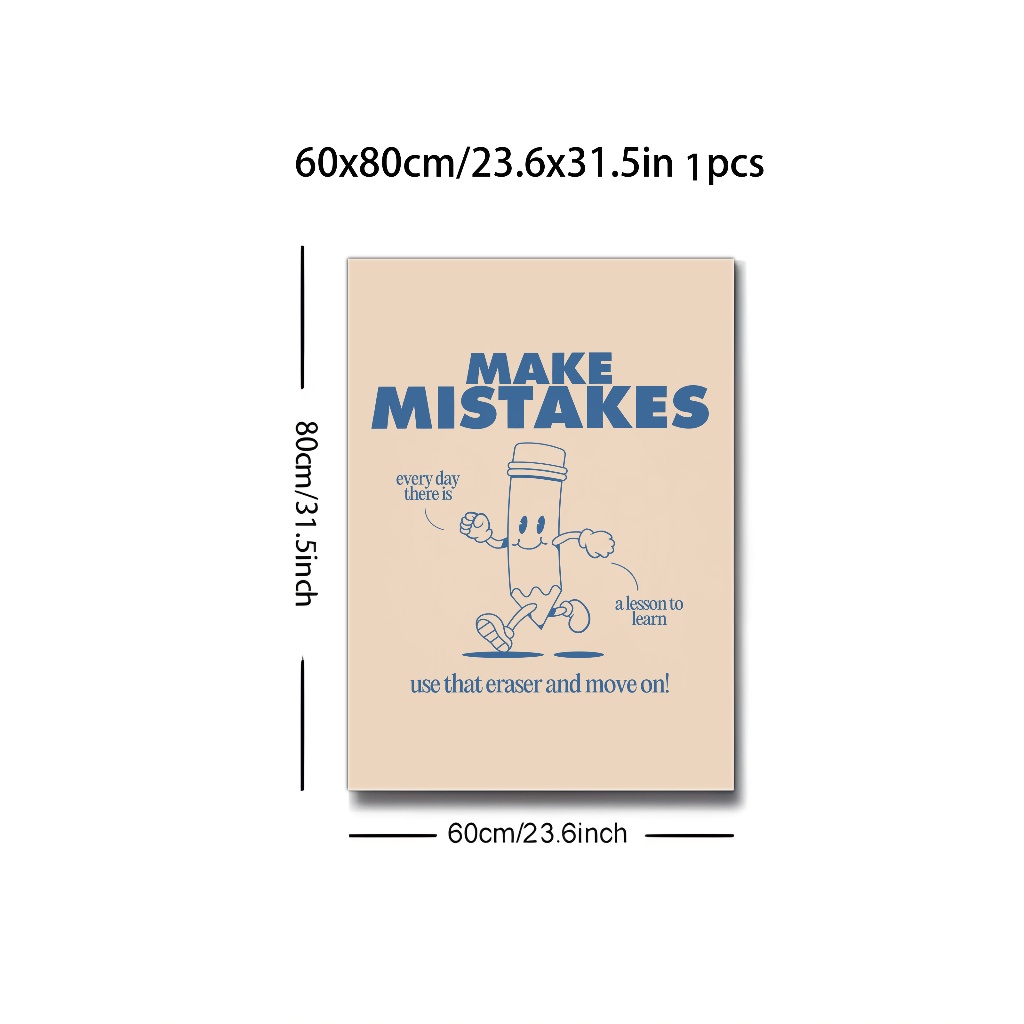 60x80cm/23.6x31.5in 1pcs
80cm/31.5inch
MAKE
MISTAKES
every day
there is
a lesson to
learn
use that eraser and move on!
60cm/23.6inch